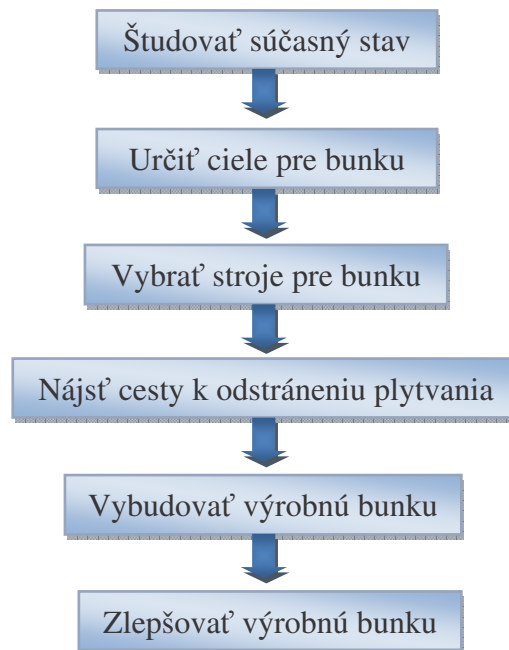 Študovať súčasný stav
Určiť ciele pre bunku
Vybrať stroje pre bunku
Nájsť cesty k odstráneniu plytvania
Vybudovať výrobnú bunku
Zlepšovať výrobnú bunku